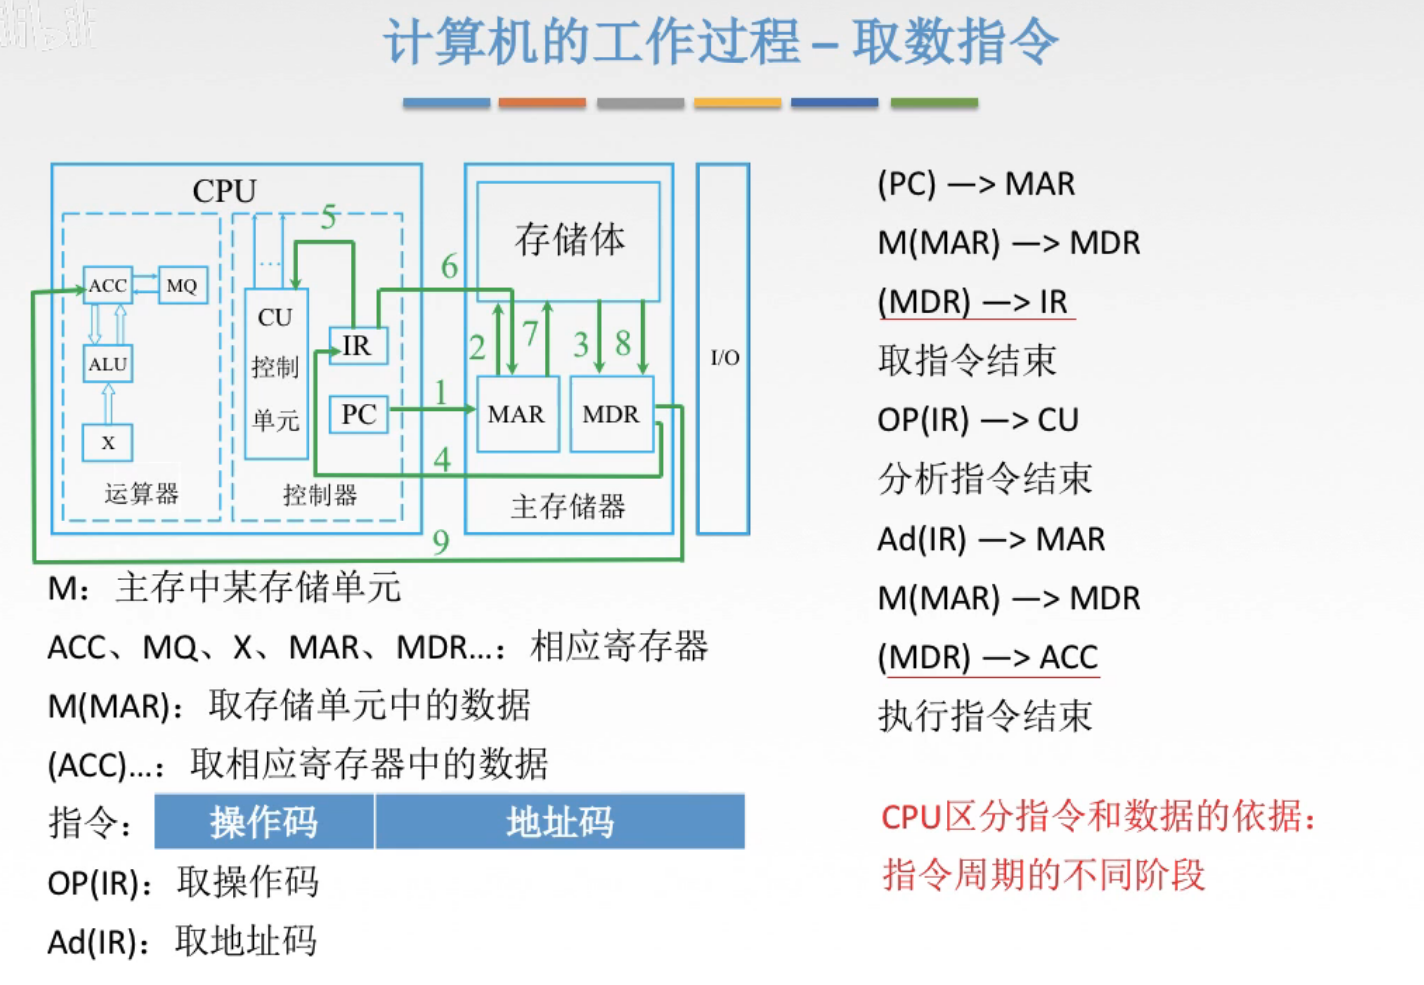 计算机的工作过程 – 取数指令
CPU
5
存储体
6
ACC
MQ
...
CU
控制
单元
IR
2
7
3
8
ALU
I/O
PC
1
MAR
MDR
X
4
运算器
控制器
主存储器
9
M：主存中某存储单元
ACC、MQ、X、MAR、MDR...：相应寄存器
M(MAR)：取存储单元中的数据
(ACC)...：取相应寄存器中的数据
指令：操作码 地址码
OP(IR)：取操作码
Ad(IR)：取地址码
(PC) —> MAR
M(MAR) —> MDR
(MDR) —> IR
取指令结束
OP(IR) —> CU
分析指令结束
Ad(IR) —> MAR
M(MAR) —> MDR
(MDR) —> ACC
执行指令结束
CPU区分指令和数据的依据：
指令周期的不同阶段